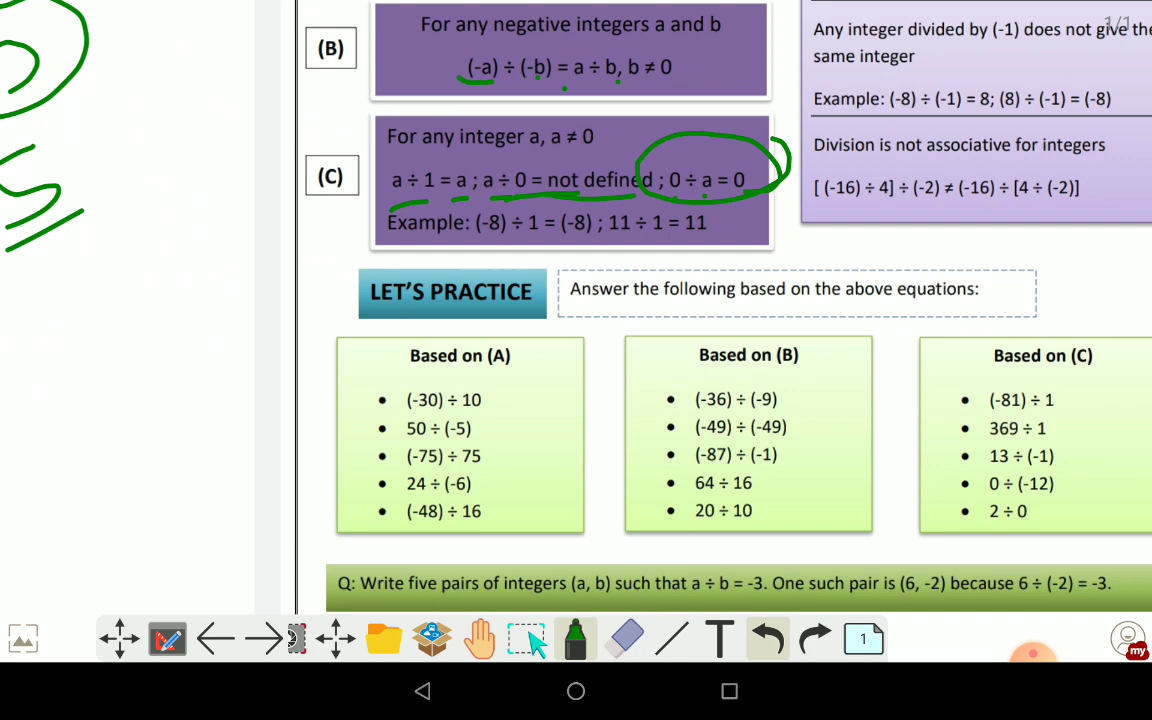 (B)
For any negative integers a and b
(-a) ÷ (-b) = a ÷ b, b ≠ 0
(C)
For any integer a, a ≠ 0
a ÷ 1 = a ; a ÷ 0 = not defined ; 0 ÷ a = 0
Example: (-8) ÷ 1 = (-8) ; 11 ÷ 1 = 11
1/1
Any integer divided by (-1) does not give the
same integer
Example: (-8) ÷ (-1) = 8; (8) ÷ (-1) = (-8)
Division is not associative for integers
[ (-16) ÷ 4] ÷ (-2) ≠ (-16) ÷ [4 ÷ (-2)]
LET'S PRACTICE
Answer the following based on the above equations:
Based on (A)
• (-30) ÷ 10
• 50 ÷ (-5)
• (-75) ÷ 75
• 24 ÷ (-6)
• (-48) ÷ 16
Based on (B)
• (-36) ÷ (-9)
• (-49) ÷ (-49)
• (-87) ÷ (-1)
• 64 ÷ 16
• 20 ÷ 10
Based on (C)
• (-81) ÷ 1
• 369 ÷ 1
• 13 ÷ (-1)
• 0 ÷ (-12)
• 2 ÷ 0
Q: Write five pairs of integers (a, b) such that a ÷ b = -3. One such pair is (6, -2) because 6 ÷ (-2) = -3.
T
1
my